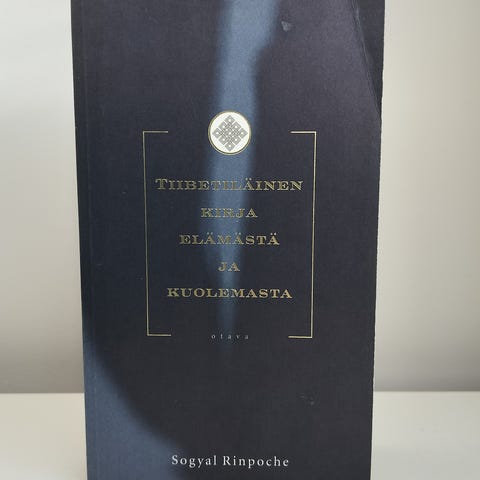 TIIBETILÄINEN
KIRJA
ELÄMÄSTÄ
JA
KUOLEMASTA
otava
Sogyal Rinpoche